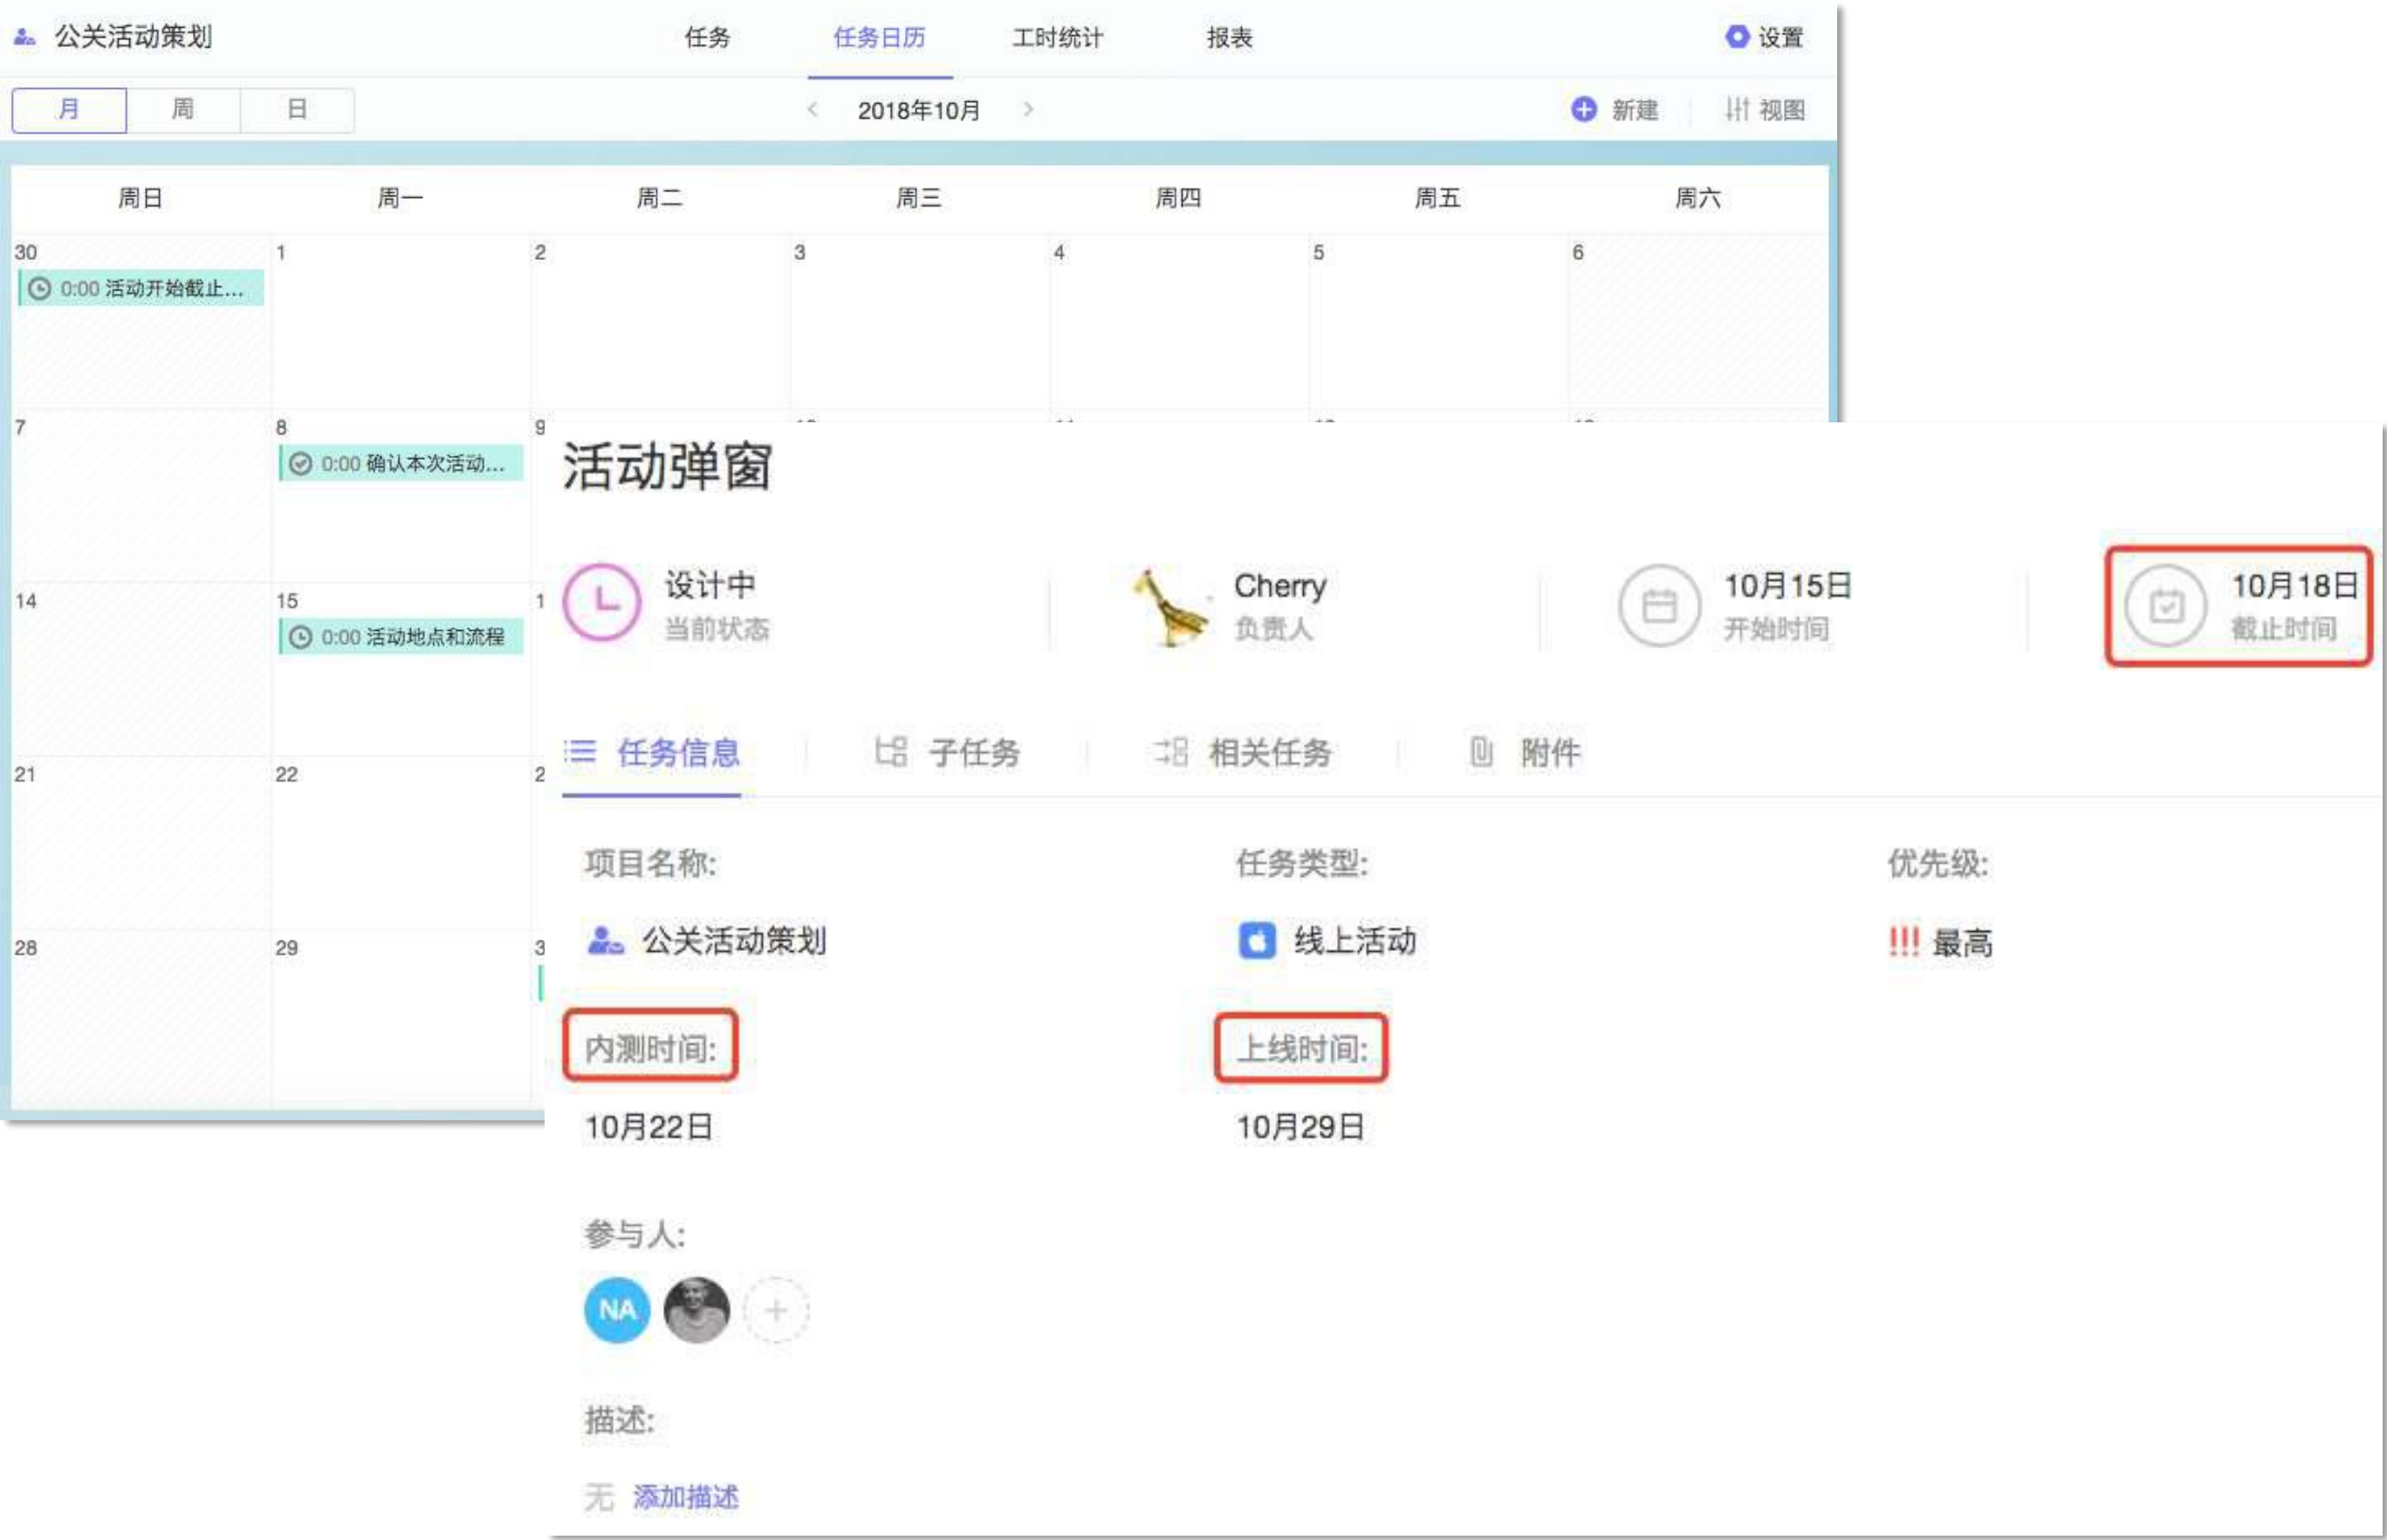 公关活动策划 任务 任务日历 工时统计 报表 设置
月 周 日 2018年10月 新建 视图
周日 周一 周二 周三 周四 周五 周六
30 1 2 3 4 5 6
0:00 活动开始截止...
7 8 9
0:00 确认本次活动...
14 15 1
0:00 活动地点和流程
21 22 2
28 29 3
活动弹窗
设计中 Cherry 10月15日 10月18日
当前状态 负责人 开始时间 截止时间
任务信息 子任务 相关任务 附件
项目名称: 任务类型: 优先级:
公关活动策划 线上活动 !!! 最高
内测时间: 上线时间:
10月22日 10月29日
参与人:
NA
描述:
无 添加描述